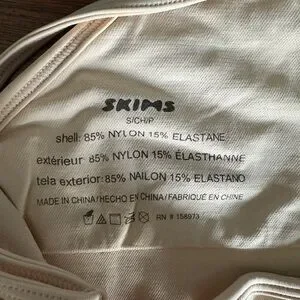 SKIMS
S/CH/P
shell: 85% NYLON 15% ELASTANE
extérieur: 85% NYLON 15% ÉLASTHANNE
tela exterior: 85% NAILON 15% ELASTANO
MADE IN CHINA/HECHO EN CHINA/FABRIQUÉ EN CHINE
RN # 158973